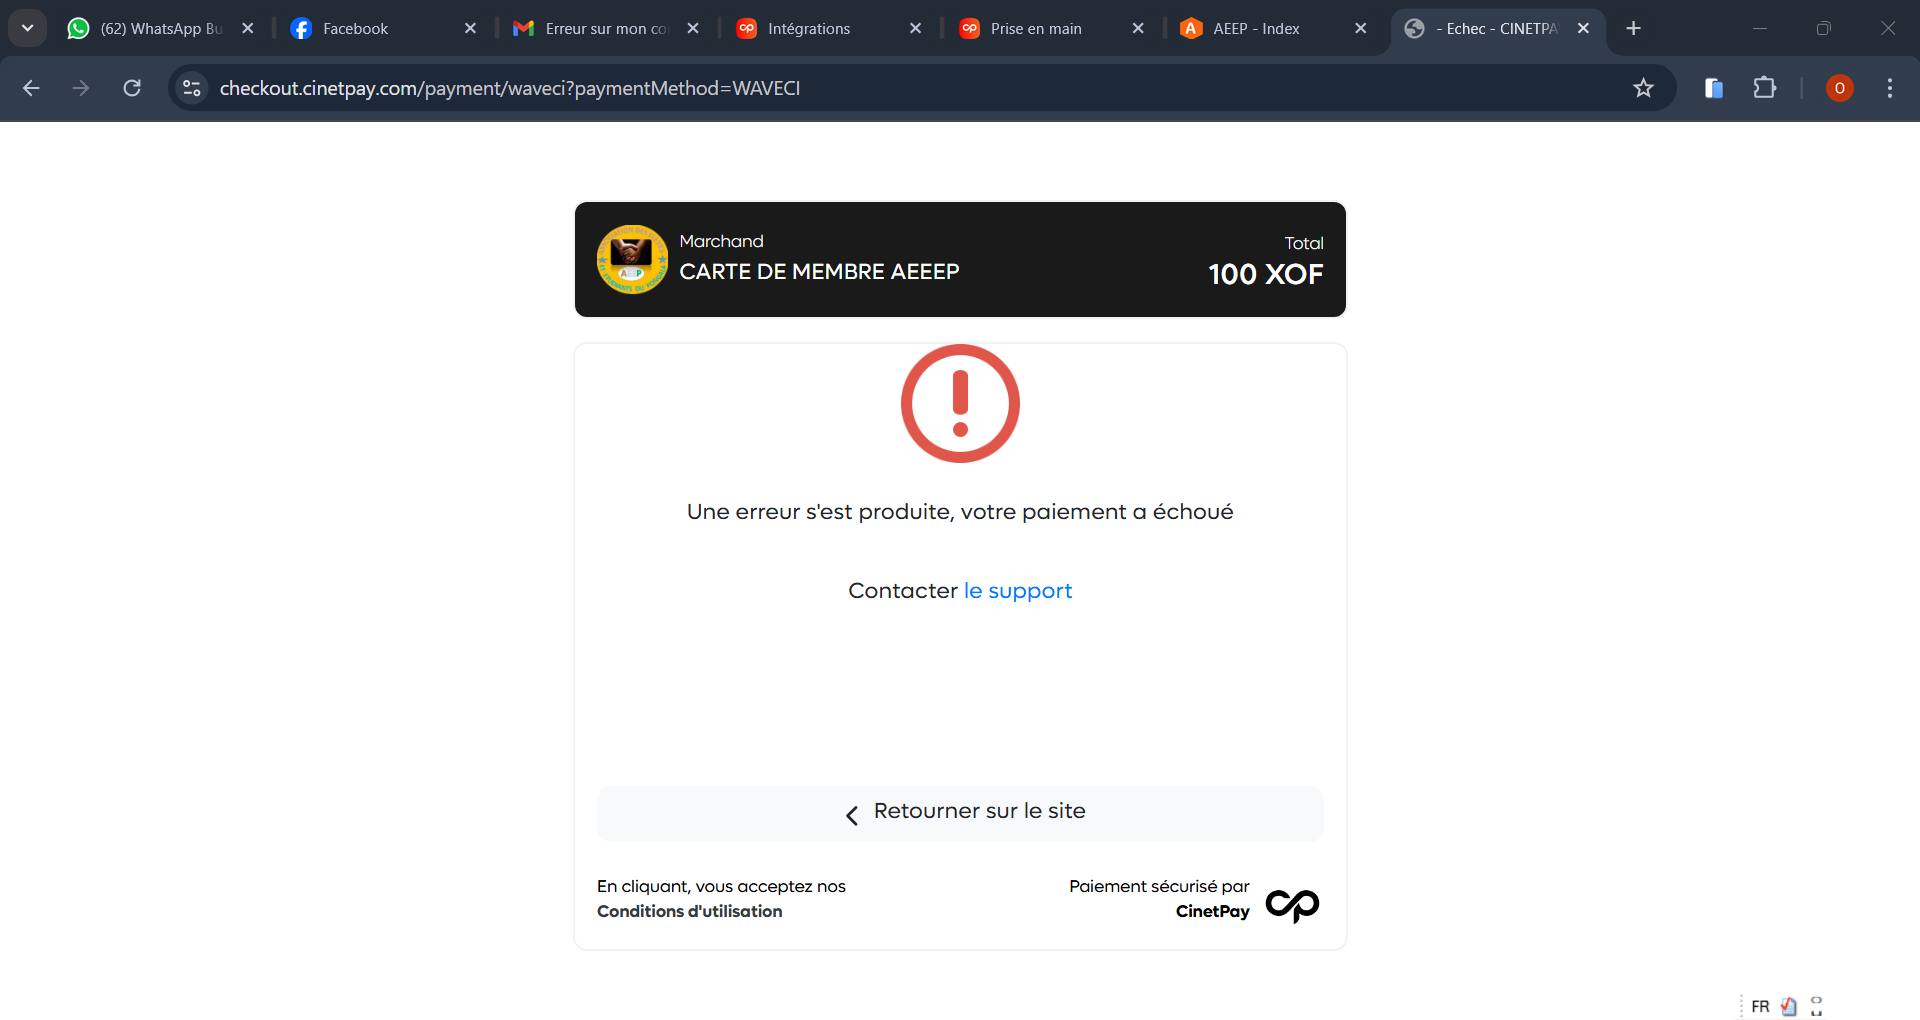 (62) WhatsApp Bu
Facebook
Erreur sur mon co
Intégrations
Prise en main
AEEP - Index
- Echec - CINETPA
checkout.cinetpay.com/payment/waveci?paymentMethod=WAVECI
O
Marchand
CARTE DE MEMBRE AEEEP
Total
100 XOF
AEEP
Une erreur s'est produite, votre paiement a échoué
Contacter le support
Retourner sur le site
En cliquant, vous acceptez nos
Conditions d'utilisation
Paiement sécurisé par
CinetPay
FR